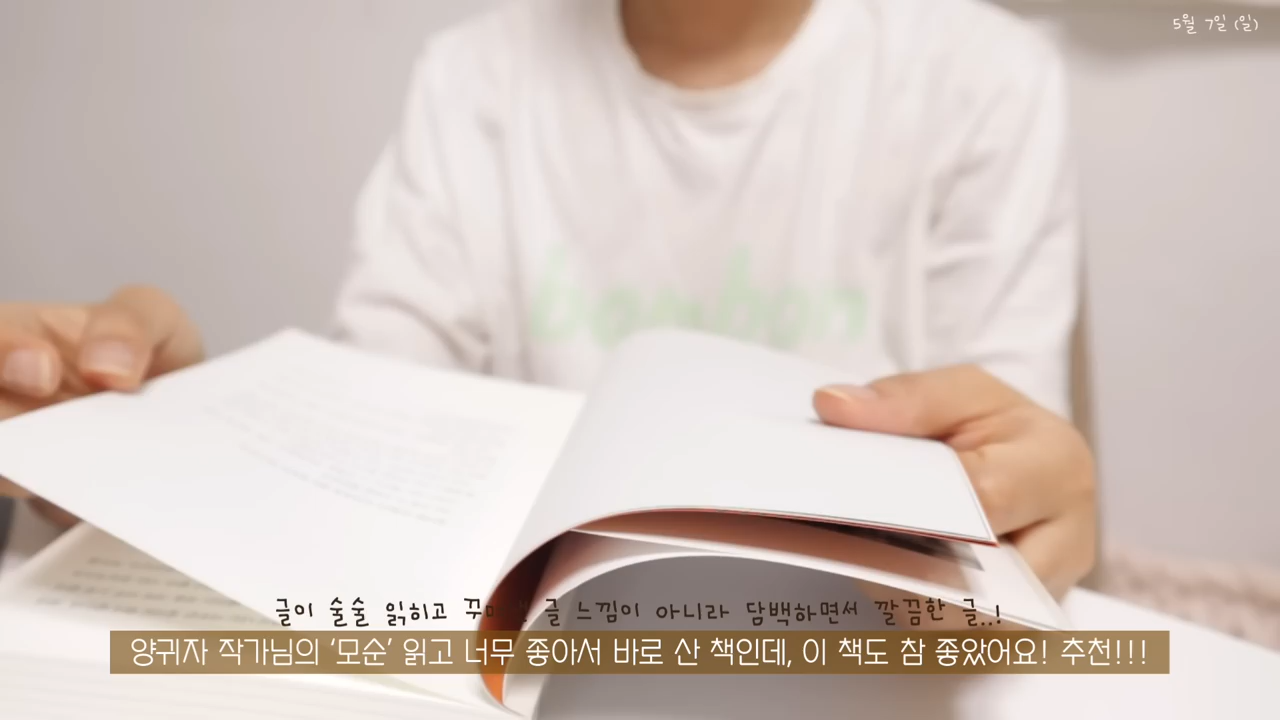 5월 7일 (일)
글이 술술 읽히고 글 느낌이 아니라 담백하면서 깔끔한 글..!
양귀자 작가님의 '모순' 읽고 너무 좋아서 바로 산 책인데, 이 책도 참 좋았어요! 추천!!!